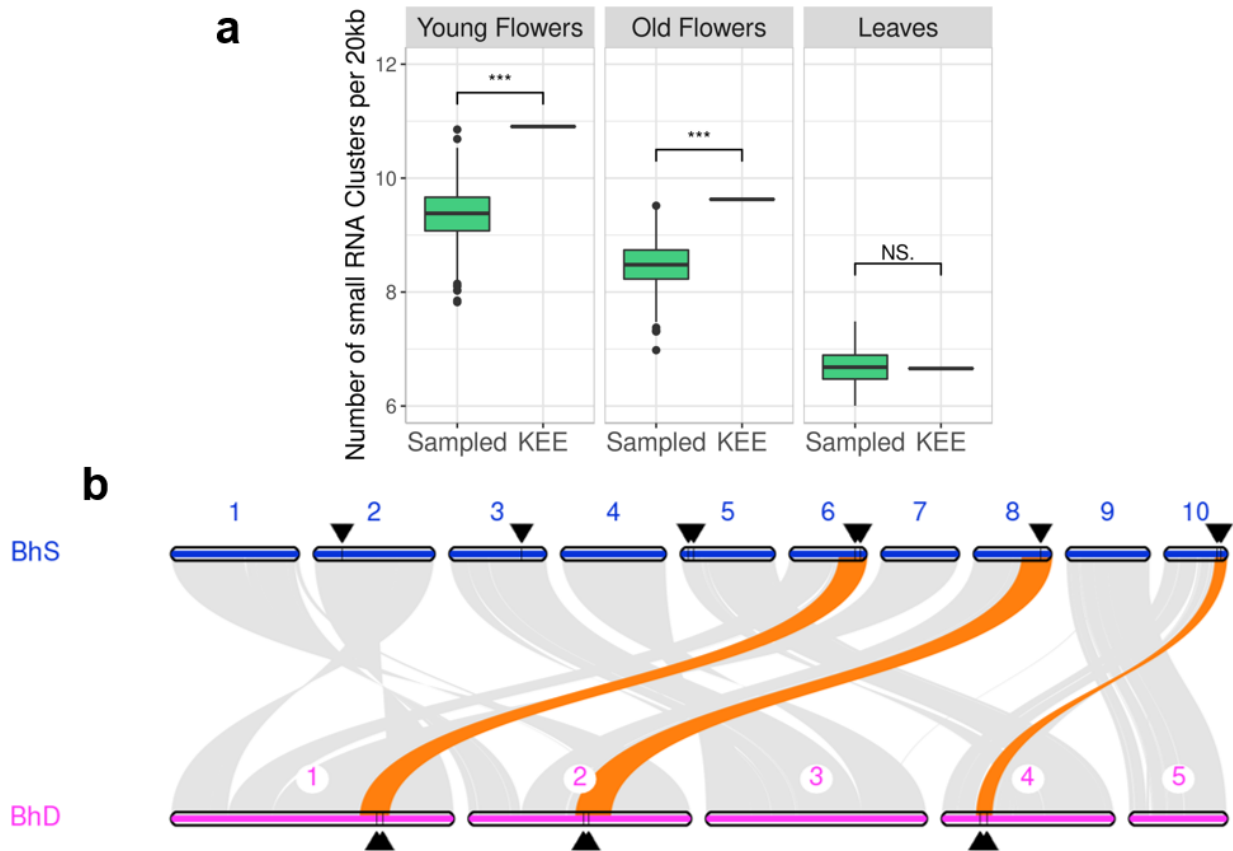 a
Young Flowers Old Flowers Leaves
Number of small RNA Clusters per 20kb
12
10
8
6
***
***
NS.
Sampled KEE Sampled KEE Sampled KEE
b
1 2 3 4 5 6 7 8 9 10
BhS
1 2 3 4 5
BhD